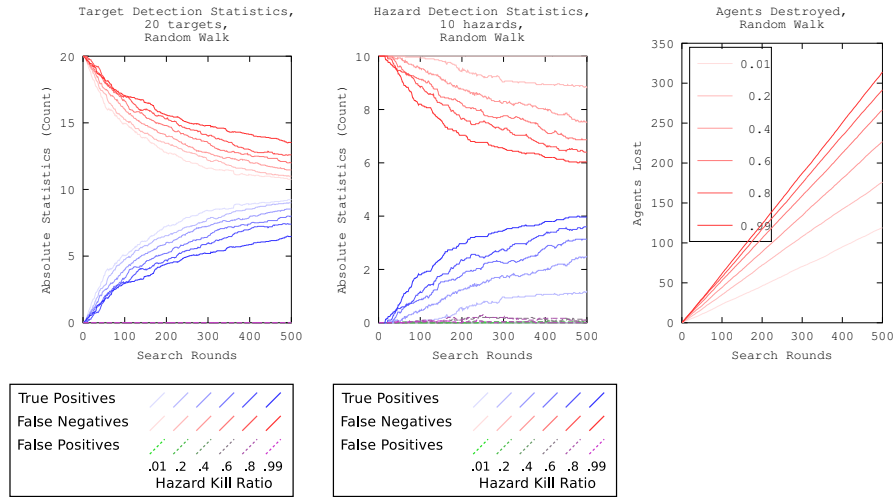 Target Detection Statistics,
20 targets,
Random Walk
20
15
10
5
0
Absolute Statistics (Count)
0 100 200 300 400 500
Search Rounds
Hazard Detection Statistics,
10 hazards,
Random Walk
10
8
6
4
2
0
Absolute Statistics (Count)
0 100 200 300 400 500
Search Rounds
Agents Destroyed,
Random Walk
350
300
250
200
150
100
50
0
Agents Lost
0.01
0.2
0.4
0.6
0.8
0.99
0 100 200 300 400 500
Search Rounds
True Positives
False Negatives
False Positives
.01 .2 .4 .6 .8 .99
Hazard Kill Ratio
True Positives
False Negatives
False Positives
.01 .2 .4 .6 .8 .99
Hazard Kill Ratio